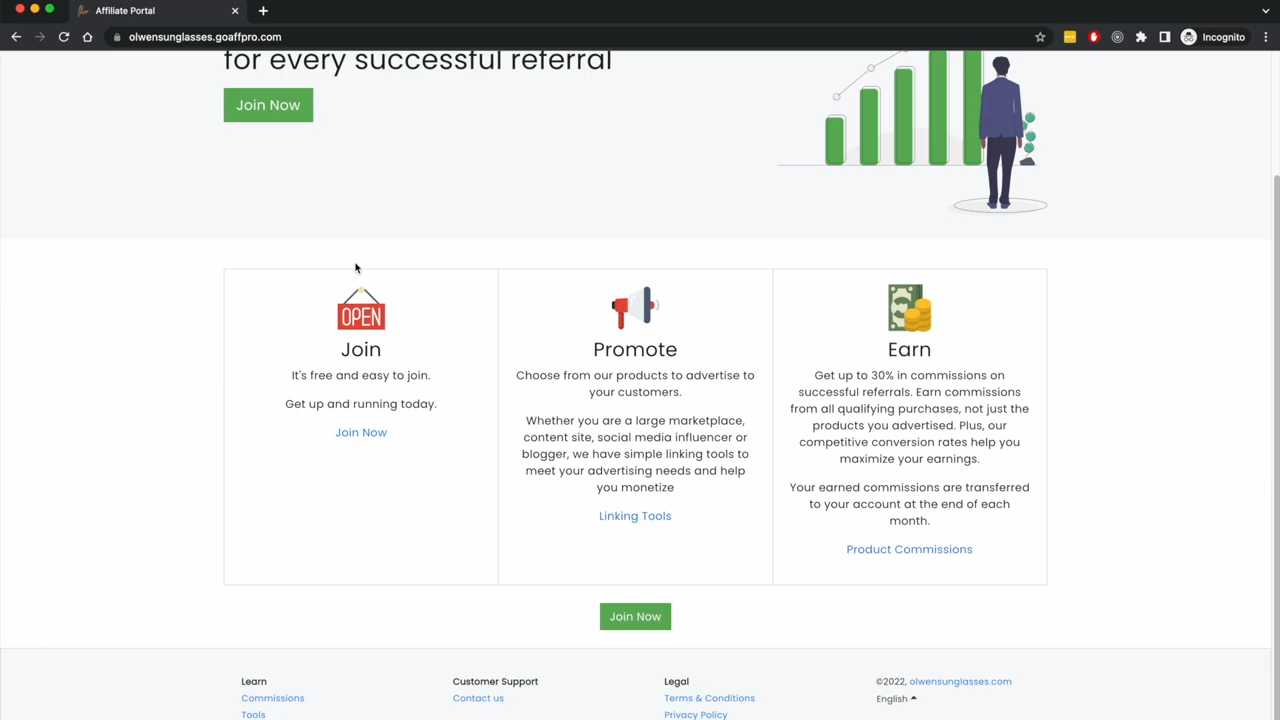 Affiliate Portal
olwensunglasses.goaffpro.com
Incognito
for every successful referral
Join Now
OPEN
Join
It's free and easy to join.
Get up and running today.
Join Now
Promote
Choose from our products to advertise to
your customers.
Whether you are a large marketplace,
content site, social media influencer or
blogger, we have simple linking tools to
meet your advertising needs and help
you monetize
Linking Tools
Earn
Get up to 30% in commissions on
successful referrals. Earn commissions
from all qualifying purchases, not just the
products you advertised. Plus, our
competitive conversion rates help you
maximize your earnings.
Your earned commissions are transferred
to your account at the end of each
month.
Product Commissions
Join Now
Learn
Commissions
Tools
Customer Support
Contact us
Legal
Terms & Conditions
Privacy Policy
©2022, olwensunglasses.com
English